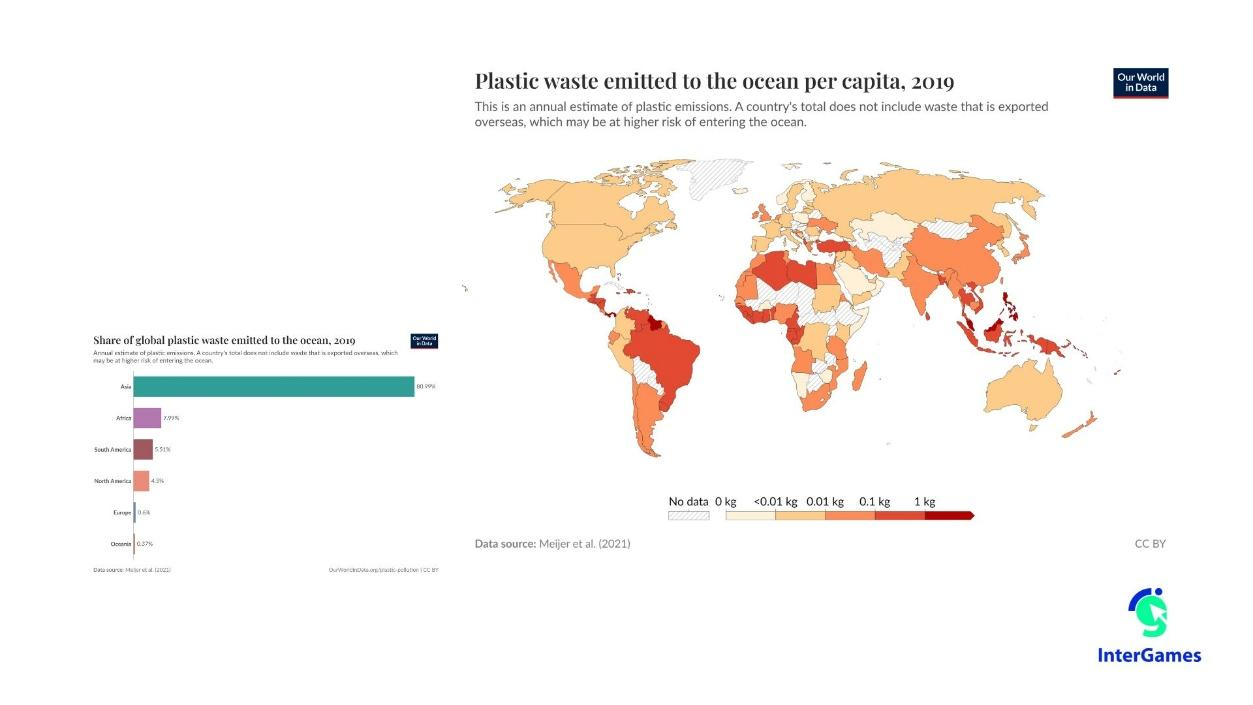 Plastic waste emitted to the ocean per capita, 2019
Our World
in Data
This is an annual estimate of plastic emissions. A country's total does not include waste that is exported
overseas, which may be at higher risk of entering the ocean.
Share of global plastic waste emitted to the ocean, 2019
Our World
in Data
Annual estimate of plastic emissions. A country's total does not include waste that is exported overseas, which
may be at higher risk of entering the ocean.
Asia 80.99%
Africa 7.99%
South America 5.51%
North America 4.5%
Europe 0.6%
Oceania 0.37%
Data source: Meijer et al. (2021) OurWorldinData.org/plastic-pollution | CC BY
No data 0 kg <0.01 kg 0.01 kg 0.1 kg 1 kg
Data source: Meijer et al. (2021) CC BY
InterGames